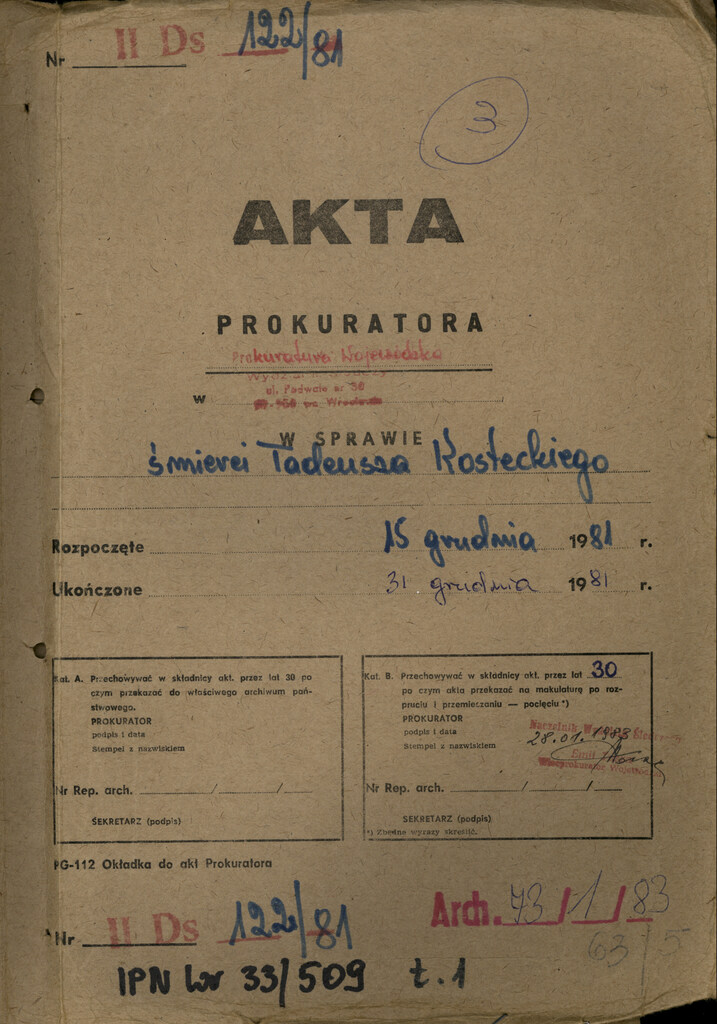 Nr II Ds 122/81
3
AKTA
PROKURATORA
Prokuratura Wojewódzka
ul. Podwale nr 30
w
W SPRAWIE
śmierci Tadeusza Kosteckiego
Rozpoczęte 15 grudnia 1981 r.
Ukończone 31 grudnia 1981 r.
Kat. A. Przechowywać w składnicy akt. przez lat 30 po
czym przekazać do właściwego archiwum pań-
stwowego.
PROKURATOR
podpis i data
Stempel z nazwiskiem
Nr Rep. arch. / /
SEKRETARZ (podpis)
Kat. B. Przechowywać w składnicy akt. przez lat 30
po czym akta przekazać na makulaturę po roz-
pruciu i przemieszaniu — pocięciu *)
PROKURATOR
podpis i data
Stempel z nazwiskiem
Naczelnik
28.01.1983
Emil
Wiceprokurator
Nr Rep. arch. / /
SEKRETARZ (podpis)
*) Zbędne wyrazy skreślić.
PG-112 Okładka do akt Prokuratora
Nr II Ds 122/81
Arch. 73/1/83
63/5
IPN Wr 33/509 t. 1